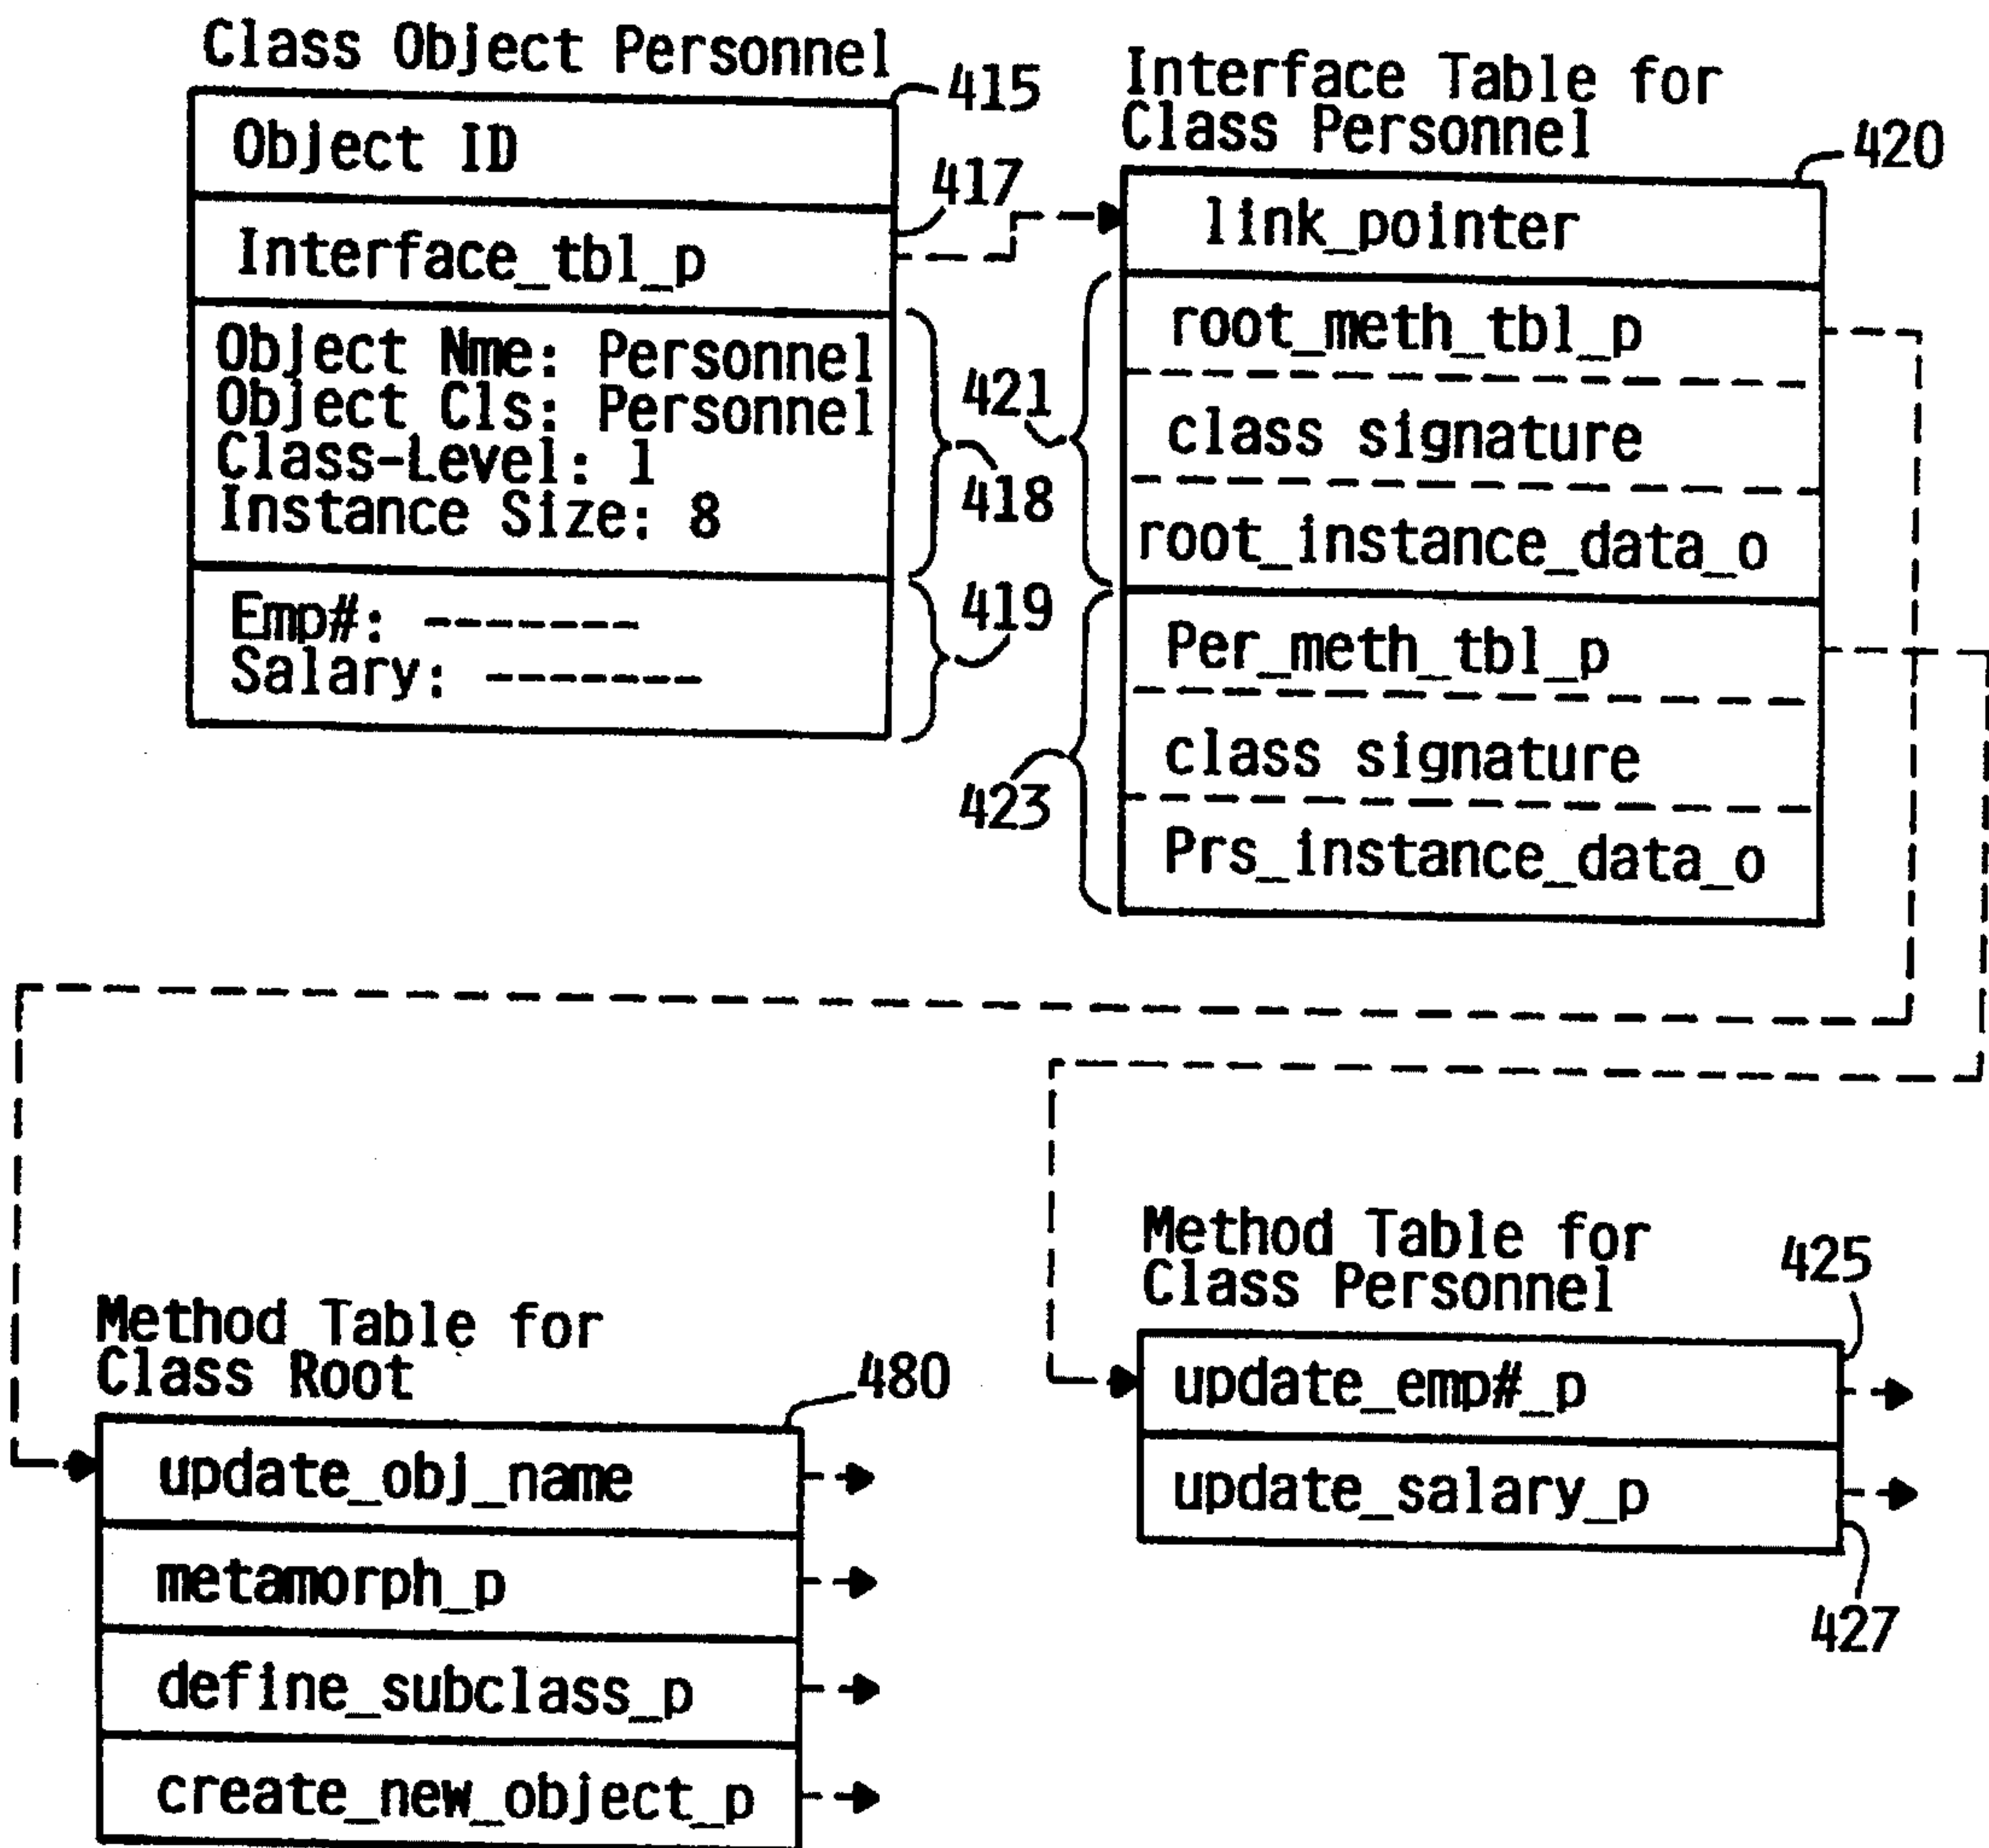 Class Object Personnel
415
Object ID
417
Interface_tbl_p
Object Nme: Personnel
Object Cls: Personnel
Class-Level: 1
Instance Size: 8
418
Emp#: -------
Salary: -------
419
Interface Table for
Class Personnel
420
link_pointer
421
root_meth_tbl_p
class signature
root_instance_data_o
423
Per_meth_tbl_p
class signature
Prs_instance_data_o
Method Table for
Class Root
480
update_obj_name
metamorph_p
define_subclass_p
create_new_object_p
Method Table for
Class Personnel
425
update_emp#_p
update_salary_p
427